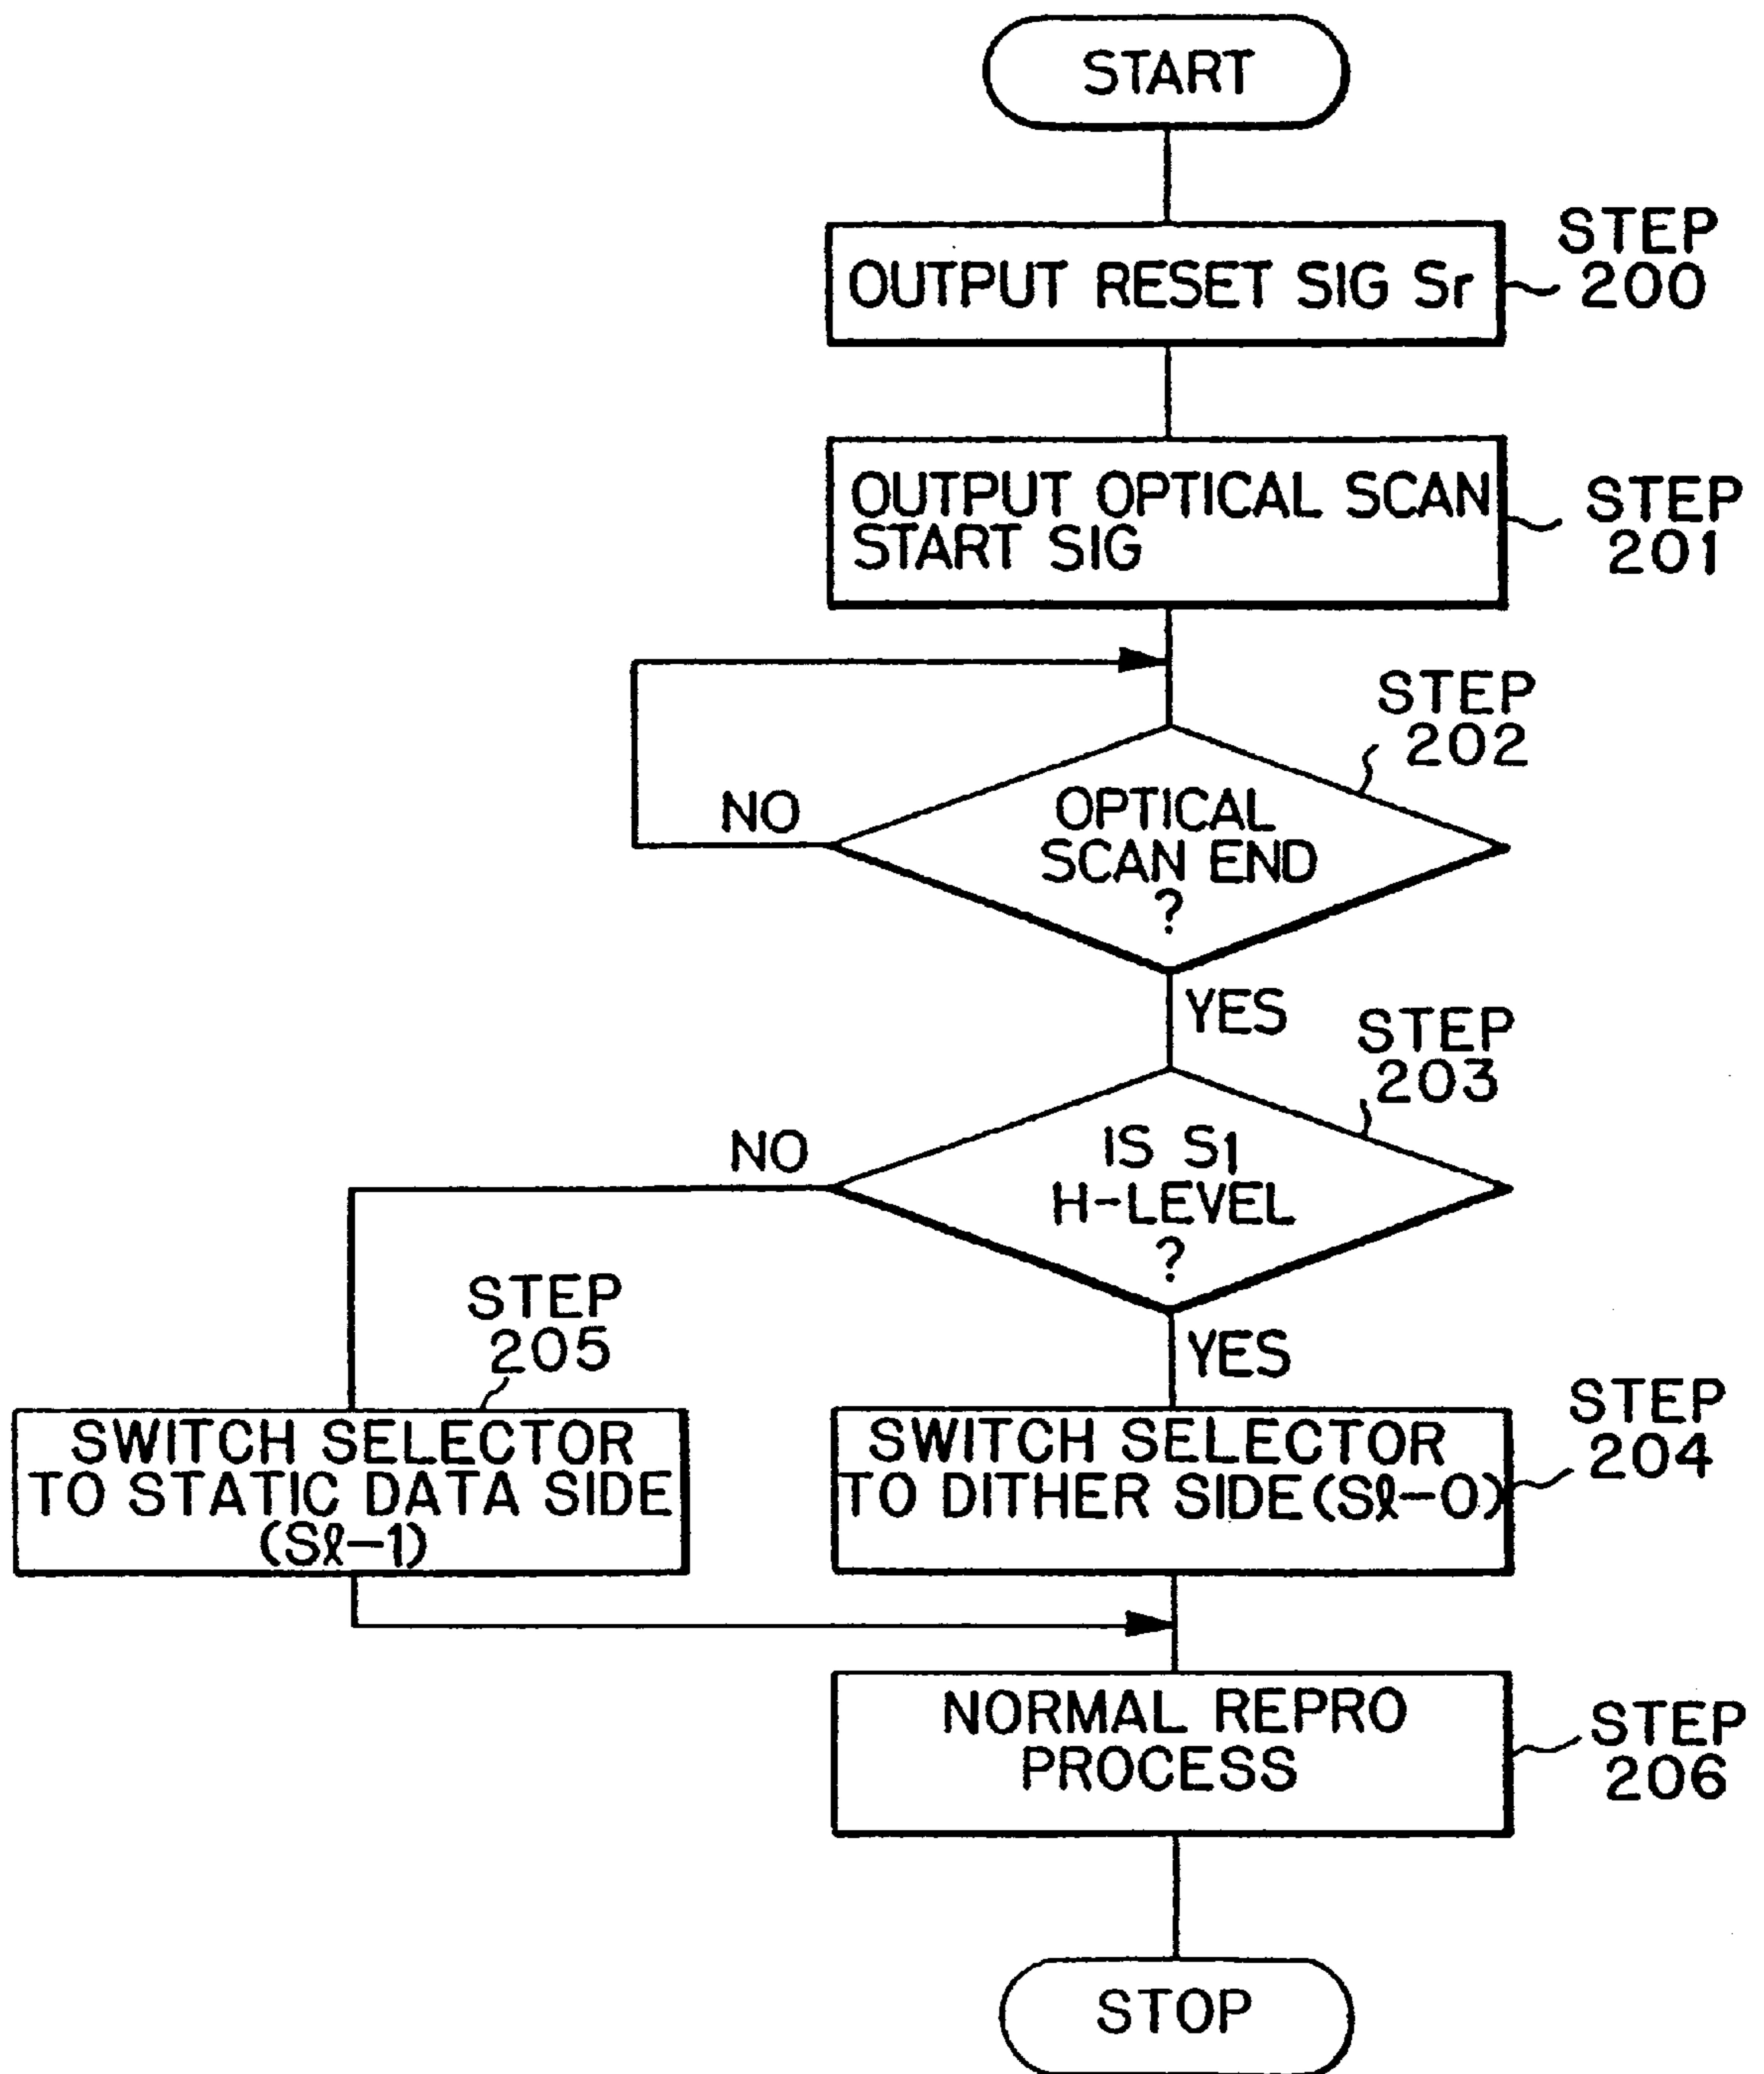 START
OUTPUT RESET SIG Sr
STEP
200
OUTPUT OPTICAL SCAN
START SIG
STEP
201
STEP
202
NO
OPTICAL
SCAN END
?
YES
STEP
203
NO
IS S1
H-LEVEL
?
YES
STEP
205
SWITCH SELECTOR
TO STATIC DATA SIDE
(Sℓ-1)
SWITCH SELECTOR
TO DITHER SIDE(Sℓ-0)
STEP
204
NORMAL REPRO
PROCESS
STEP
206
STOP